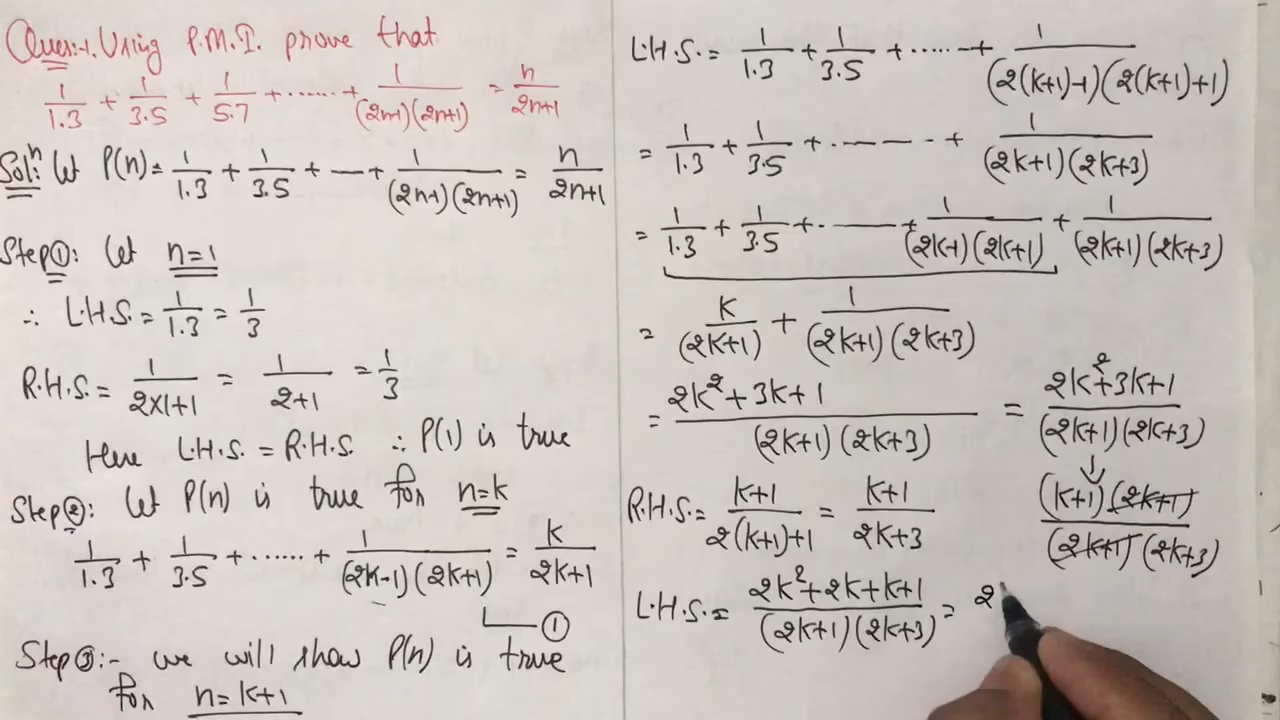 Ques:-1. Using P.M.I. prove that
1/1.3 + 1/3.5 + 1/5.7 + ...... + 1/(2n-1)(2n+1) = n/2n+1
Solⁿ: Let P(n) = 1/1.3 + 1/3.5 + — + 1/(2n-1)(2n+1) = n/2n+1
Step①: Let n=1
∴ L.H.S. = 1/1.3 = 1/3
R.H.S. = 1/2×1+1 = 1/2+1 = 1/3
Here L.H.S. = R.H.S. ∴ P(1) is true
Step②: Let P(n) is true for n=k
1/1.3 + 1/3.5 + ...... + 1/(2k-1)(2k+1) = k/2k+1
①
Step③:- we will show P(n) is true
for n=k+1
L.H.S. = 1/1.3 + 1/3.5 + ...... + 1/(2(k+1)-1)(2(k+1)+1)
= 1/1.3 + 1/3.5 + ...... + 1/(2k+1)(2k+3)
= 1/1.3 + 1/3.5 + ...... + 1/(2k-1)(2k+1) + 1/(2k+1)(2k+3)
= k/(2k+1) + 1/(2k+1)(2k+3)
= 2k²+3k+1/(2k+1)(2k+3) = 2k²+3k+1/(2k+1)(2k+3)
R.H.S. = k+1/2(k+1)+1 = k+1/2k+3
(k+1)(2k+1)/(2k+1)(2k+3)
L.H.S. = 2k²+2k+k+1/(2k+1)(2k+3) = 2